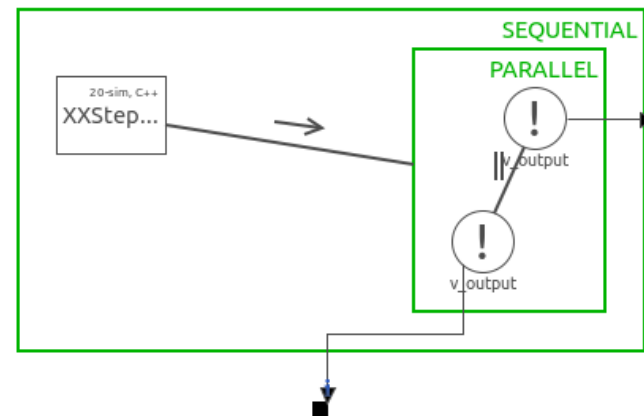 SEQUENTIAL
PARALLEL
20-sim, C++
XXStep...
!
v_output
!
v_output